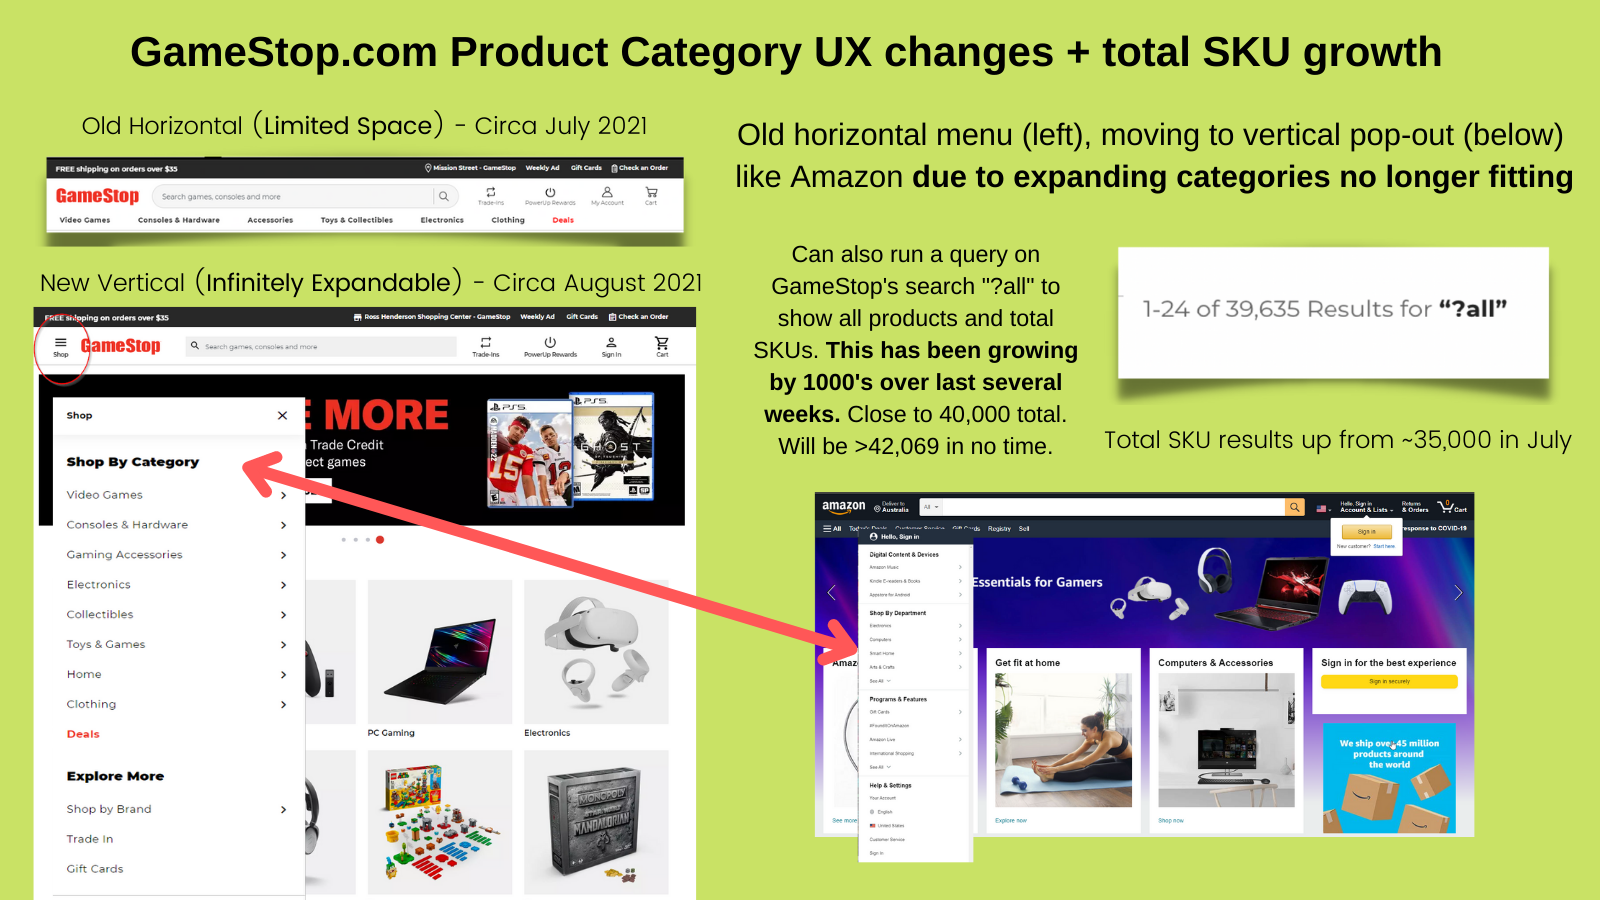 GameStop.com Product Category UX changes + total SKU growth
Old Horizontal (Limited Space) - Circa July 2021
FREE shipping on orders over $35
Mission Street - GameStop
Weekly Ad
Gift Cards
Check an Order
GameStop
Search games, consoles and more
Trade-Ins
PowerUp Rewards
My Account
Cart
Video Games
Consoles & Hardware
Accessories
Toys & Collectibles
Electronics
Clothing
Deals
New Vertical (Infinitely Expandable) - Circa August 2021
FREE shipping on orders over $35
Ross Henderson Shopping Center - GameStop
Weekly Ad
Gift Cards
Check an Order
Shop
GameStop
Search games, consoles and more
Trade-Ins
PowerUp Rewards
Sign In
Cart
E MORE
Trade Credit
ect games
PS5
MADDEN 22
PS5
GHOST
Shop
Shop By Category
Video Games
Consoles & Hardware
Gaming Accessories
Electronics
Collectibles
Toys & Games
Home
Clothing
Deals
Explore More
Shop by Brand
Trade In
Gift Cards
PC Gaming
Electronics
MONOPOLY
MANDALORIAN
Old horizontal menu (left), moving to vertical pop-out (below)
like Amazon due to expanding categories no longer fitting
Can also run a query on
GameStop's search "?all" to
show all products and total
SKUs. This has been growing
by 1000's over last several
weeks. Close to 40,000 total.
Will be >42,069 in no time.
1-24 of 39,635 Results for “?all”
Total SKU results up from ~35,000 in July
amazon
Deliver to
Australia
All
Hello, Sign in
Account & Lists
Returns
& Orders
0
Cart
All
Today's Deals
Customer Service
Gift Cards
Registry
Sell
response to COVID-19
Sign in
New customer? Start here
Hello, Sign in
Digital Content & Devices
Amazon Music
Kindle E-readers & Books
Appstore for Android
Shop By Department
Electronics
Computers
Smart Home
Arts & Crafts
See All
Programs & Features
Gift Cards
#FoundItOnAmazon
Amazon Live
International Shopping
See All
Help & Settings
Your Account
English
United States
Customer Service
Sign in
Essentials for Gamers
Amaz
See more
Get fit at home
Explore now
Computers & Accessories
Shop now
Sign in for the best experience
Sign in securely
We ship over 45 million
products around
the world